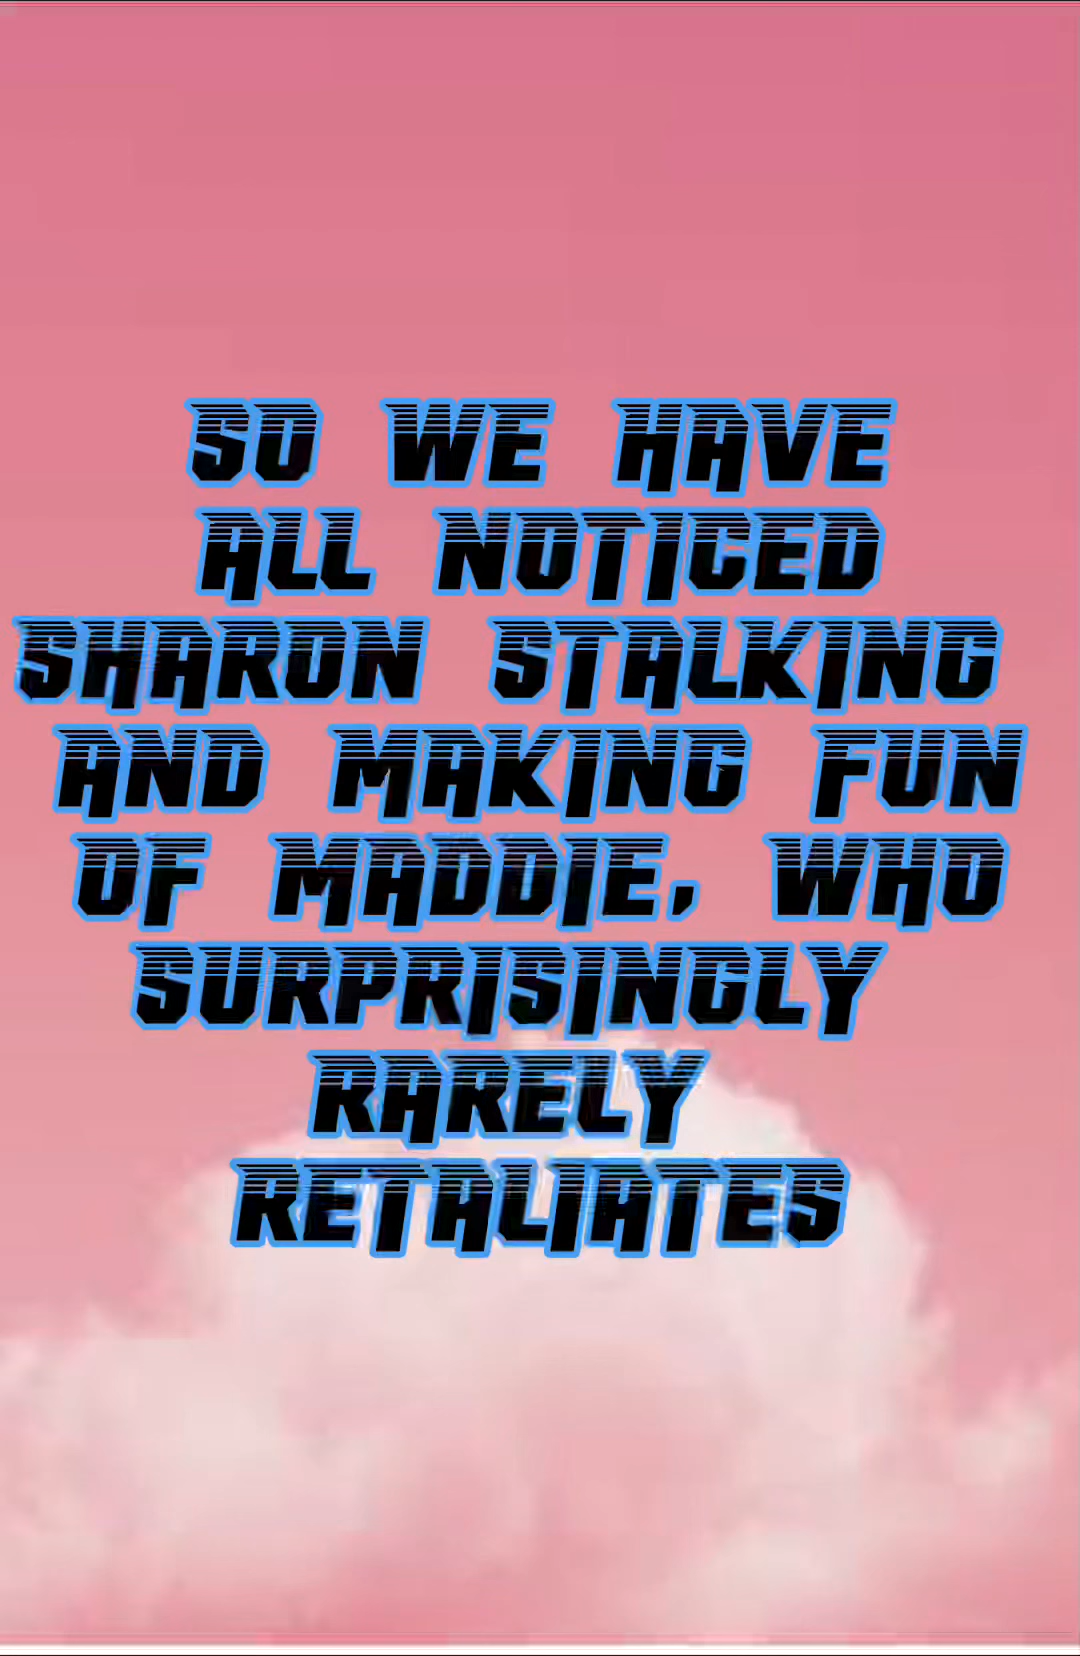 SO WE HAVE
ALL NOTICED
SHARON STALKING
AND MAKING FUN
OF MADDIE, WHO
SURPRISINGLY
RARELY
RETALIATES